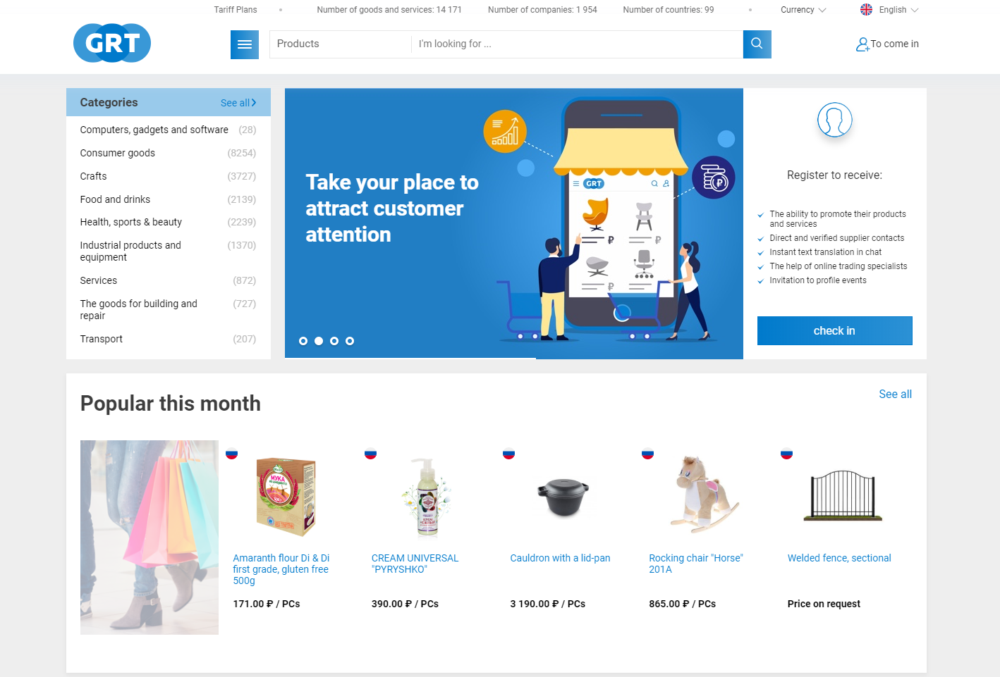 Tariff Plans
Number of goods and services: 14 171
Number of companies: 1 954
Number of countries: 99
Currency
English
GRT
Products
I'm looking for ...
To come in
Categories
See all
Computers, gadgets and software (28)
Consumer goods (8254)
Crafts (3727)
Food and drinks (2139)
Health, sports & beauty (2239)
Industrial products and
equipment (1370)
Services (872)
The goods for building and
repair (727)
Transport (207)
Take your place to
attract customer
attention
GRT
₽
₽
₽
₽
Register to receive:
The ability to promote their products
and services
Direct and verified supplier contacts
Instant text translation in chat
The help of online trading specialists
Invitation to profile events
check in
Popular this month
See all
МУКА
Amaranth flour Di & Di
first grade, gluten free
500g
171.00 ₽ / PCs
CREAM UNIVERSAL
"PYRYSHKO"
390.00 ₽ / PCs
Cauldron with a lid-pan
3 190.00 ₽ / PCs
Rocking chair "Horse"
201A
865.00 ₽ / PCs
Welded fence, sectional
Price on request